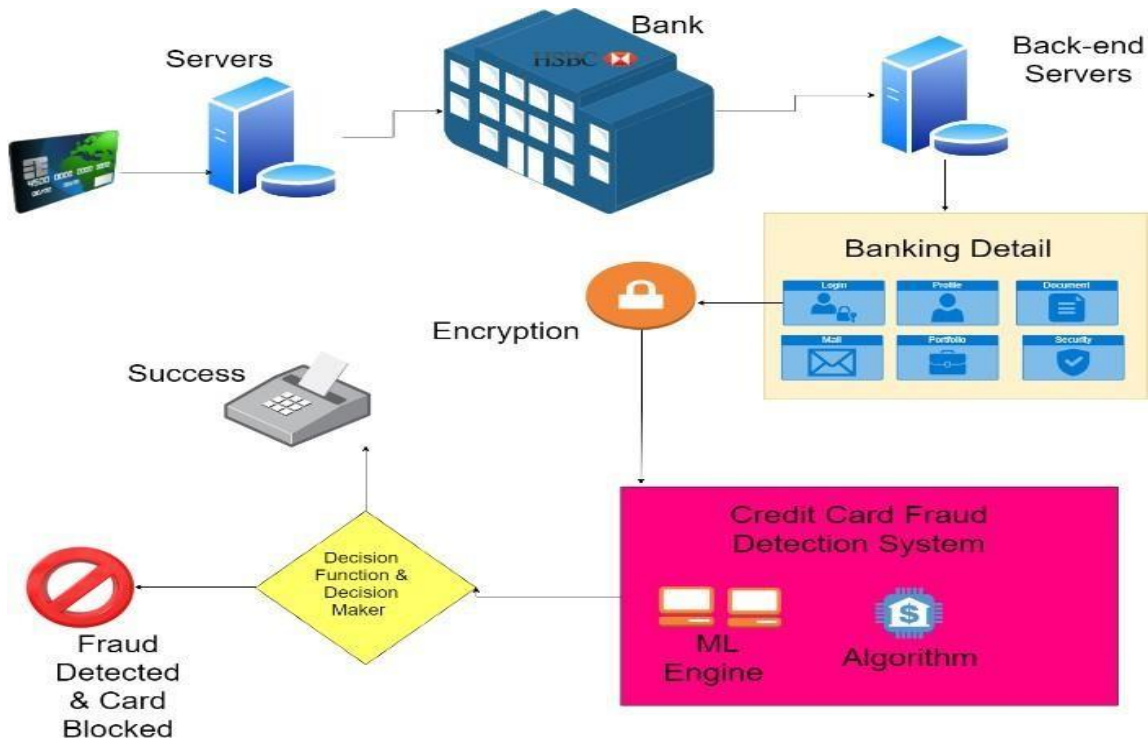 Servers
Bank
HSBC
Back-end
Servers
4500
Banking Detail
Login
Profile
Document
Mail
Portfolio
Security
Encryption
Success
Credit Card Fraud
Detection System
ML
Engine
Algorithm
$
Decision
Function &
Decision
Maker
Fraud
Detected
& Card
Blocked